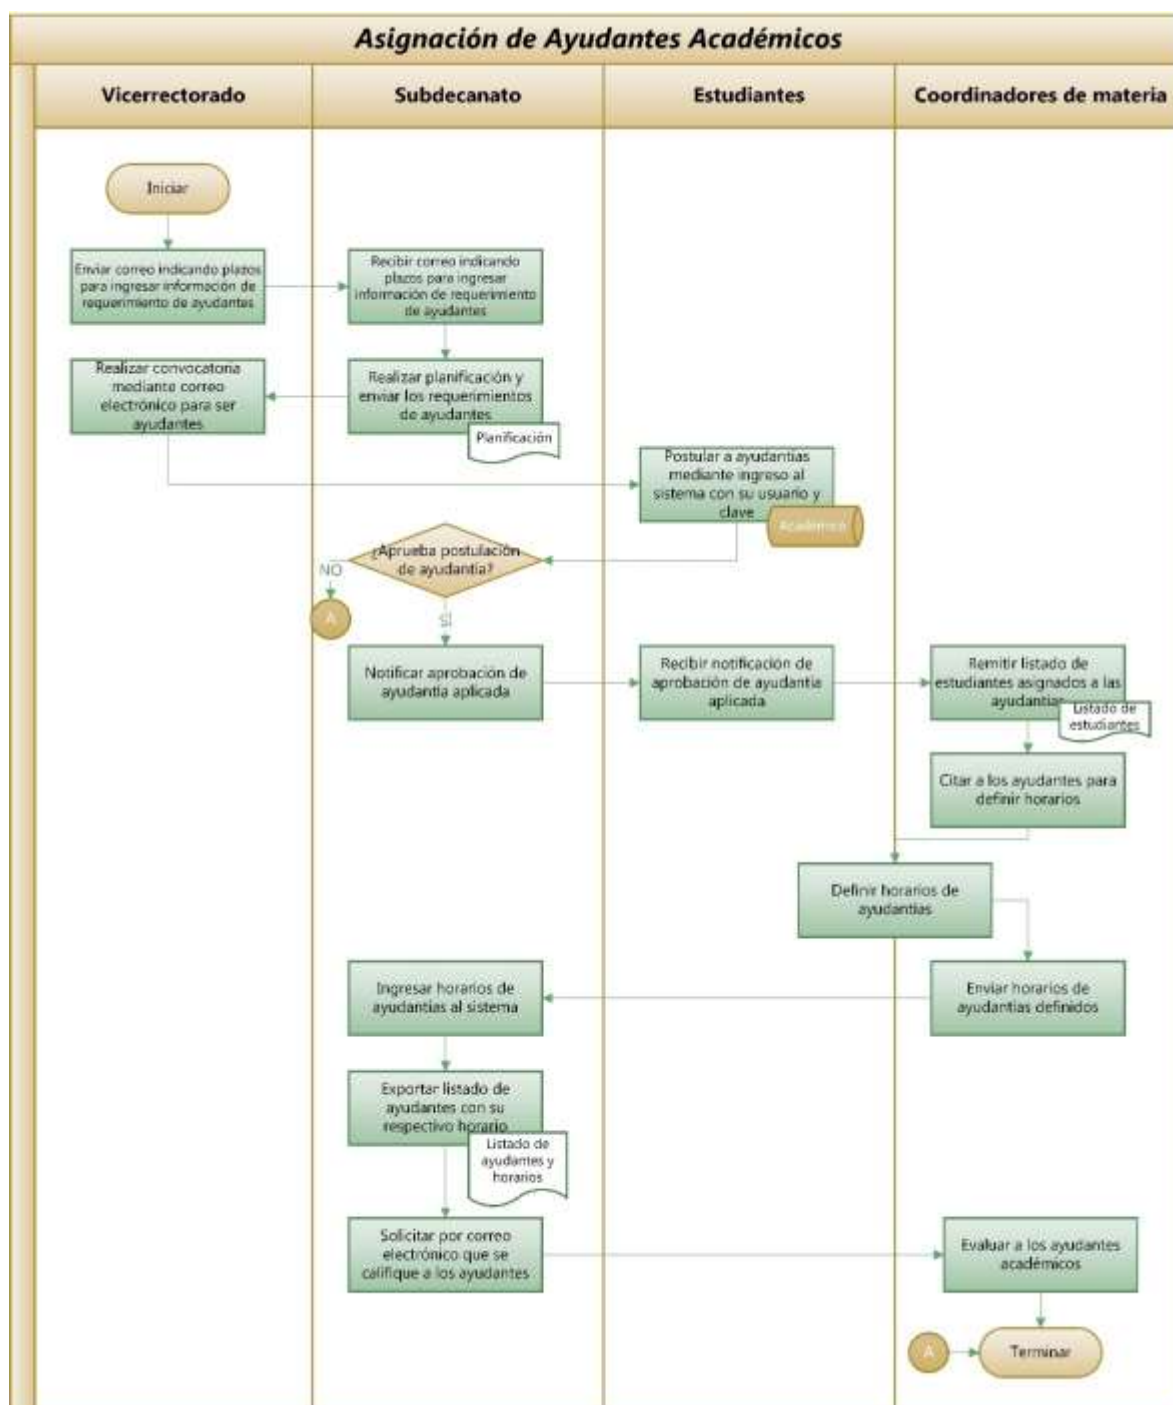 Asignación de Ayudantes Académicos
Vicerrectorado
Subdecanato
Estudiantes
Coordinadores de materia
Iniciar
Enviar correo indicando plazos
para ingresar información de
requerimiento de ayudantes
Recibir correo indicando
plazos para ingresar
información de requerimiento
de ayudantes
Realizar convocatoria
mediante correo
electrónico para ser
ayudantes
Realizar planificación y
enviar los requerimientos
de ayudantes
Planificación
Postular a ayudantías
mediante ingreso al
sistema con su usuario y
clave
Académico
¿Aprueba postulación
de ayudantía?
NO
A
SI
Notificar aprobación de
ayudantía aplicada
Recibir notificación de
aprobación de ayudantía
aplicada
Remitir listado de
estudiantes asignados a las
ayudantías
Listado de
estudiantes
Citar a los ayudantes para
definir horarios
Definir horarios de
ayudantías
Ingresar horarios de
ayudantías al sistema
Enviar horarios de
ayudantías definidos
Exportar listado de
ayudantes con su
respectivo horario
Listado de
ayudantes y
horarios
Solicitar por correo
electrónico que se
califique a los ayudantes
Evaluar a los ayudantes
académicos
A
Terminar